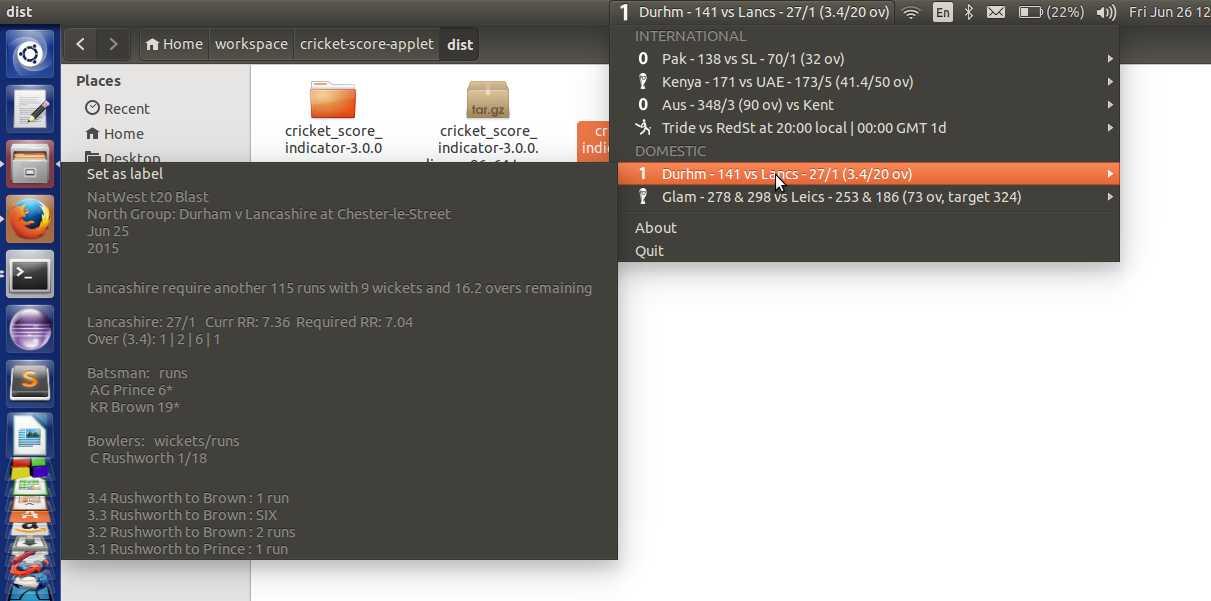 dist
1 Durhm - 141 vs Lancs - 27/1 (3.4/20 ov)
En
(22%)
Fri Jun 26 12
Home
workspace
cricket-score-applet
dist
Places
Recent
Home
Desktop
cricket_score_
indicator-3.0.0
tar.gz
cricket_score_
indicator-3.0.0.
cr
indic
INTERNATIONAL
0 Pak - 138 vs SL - 70/1 (32 ov)
Kenya - 171 vs UAE - 173/5 (41.4/50 ov)
0 Aus - 348/3 (90 ov) vs Kent
Tride vs RedSt at 20:00 local | 00:00 GMT 1d
DOMESTIC
1 Durhm - 141 vs Lancs - 27/1 (3.4/20 ov)
Glam - 278 & 298 vs Leics - 253 & 186 (73 ov, target 324)
About
Quit
Set as label
NatWest t20 Blast
North Group: Durham v Lancashire at Chester-le-Street
Jun 25
2015
Lancashire require another 115 runs with 9 wickets and 16.2 overs remaining
Lancashire: 27/1 Curr RR: 7.36 Required RR: 7.04
Over (3.4): 1 | 2 | 6 | 1
Batsman: runs
AG Prince 6*
KR Brown 19*
Bowlers: wickets/runs
C Rushworth 1/18
3.4 Rushworth to Brown : 1 run
3.3 Rushworth to Brown : SIX
3.2 Rushworth to Brown : 2 runs
3.1 Rushworth to Prince : 1 run